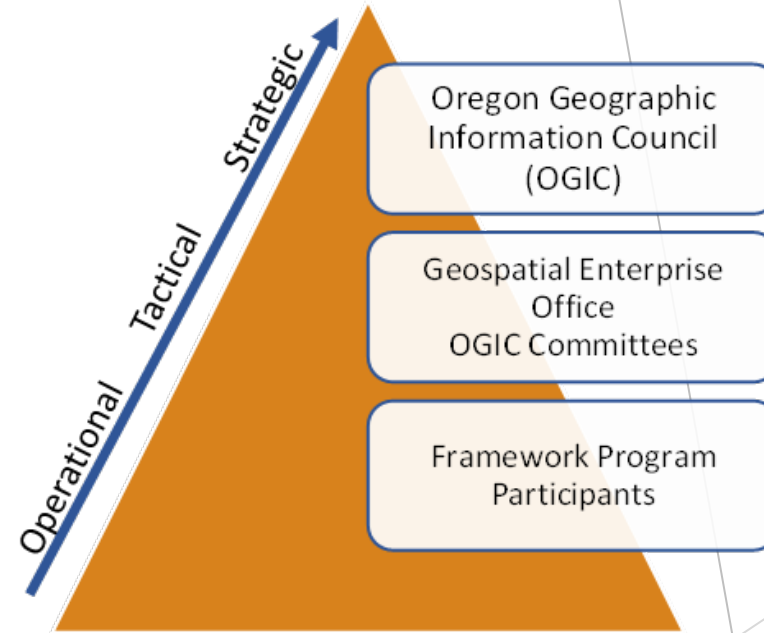 Strategic
Tactical
Operational
Oregon Geographic
Information Council
(OGIC)
Geospatial Enterprise
Office
OGIC Committees
Framework Program
Participants